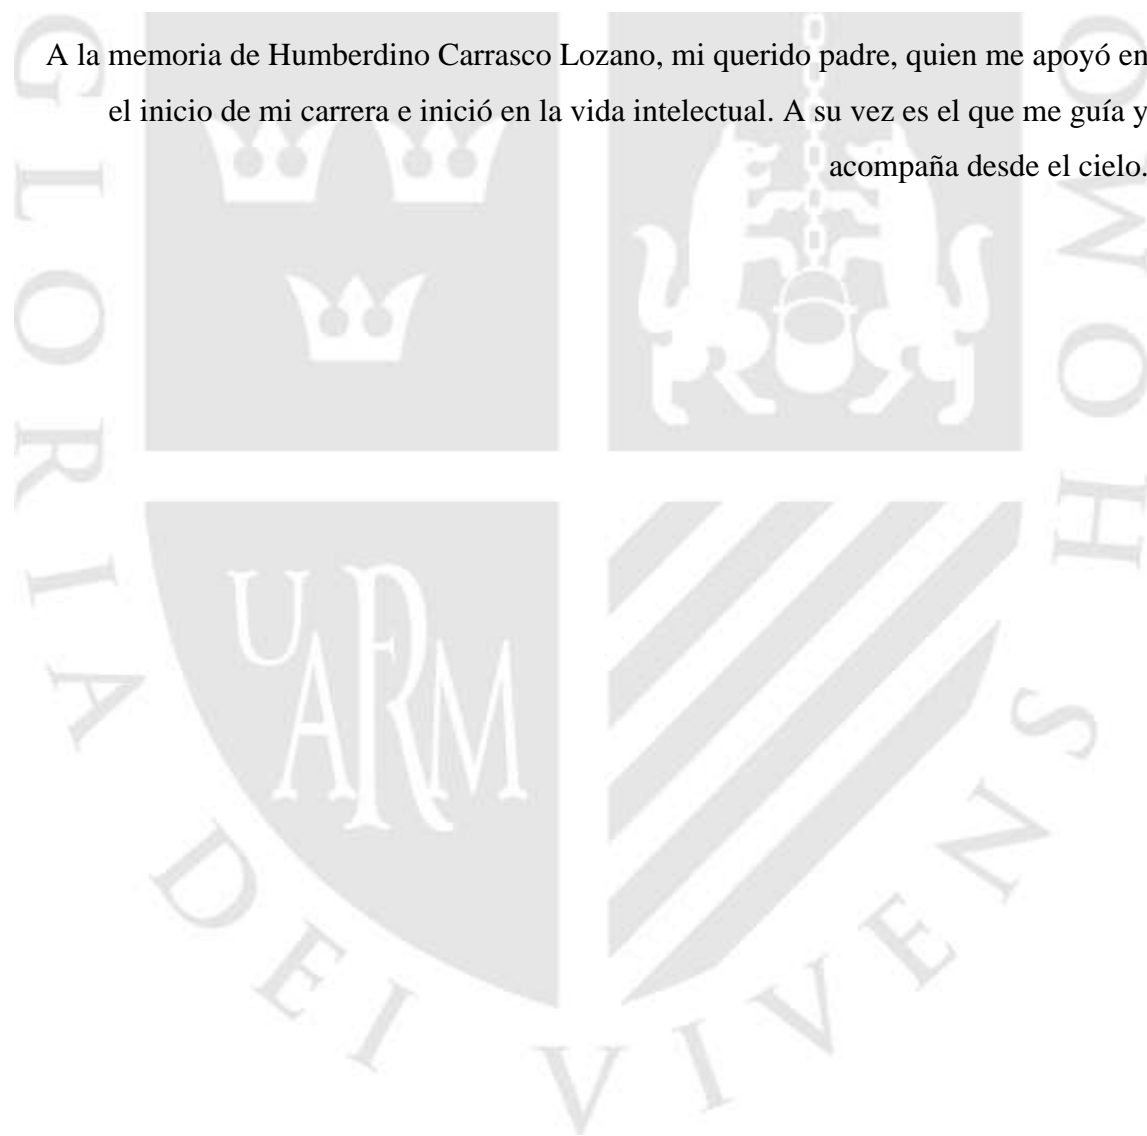 A la memoria de Humberdino Carrasco Lozano, mi querido padre, quien me apoyó en
el inicio de mi carrera e inició en la vida intelectual. A su vez es el que me guía y
acompaña desde el cielo.
GLORIA DEI VIVENS HOMO
UARM